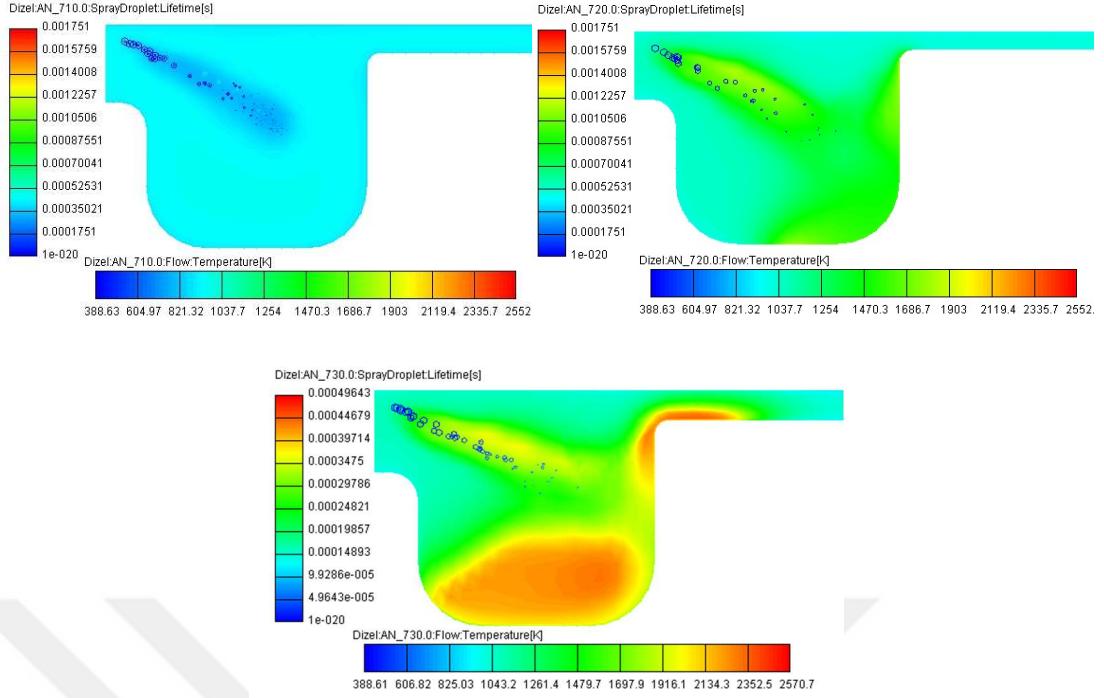 Dizel:AN_710.0:SprayDroplet:Lifetime[s]
0.001751
0.0015759
0.0014008
0.0012257
0.0010506
0.00087551
0.00070041
0.00052531
0.00035021
0.0001751
1e-020
Dizel:AN_710.0:Flow:Temperature[K]
388.63 604.97 821.32 1037.7 1254 1470.3 1686.7 1903 2119.4 2335.7 2552
Dizel:AN_720.0:SprayDroplet:Lifetime[s]
0.001751
0.0015759
0.0014008
0.0012257
0.0010506
0.00087551
0.00070041
0.00052531
0.00035021
0.0001751
1e-020
Dizel:AN_720.0:Flow:Temperature[K]
388.63 604.97 821.32 1037.7 1254 1470.3 1686.7 1903 2119.4 2335.7 2552.
Dizel:AN_730.0:SprayDroplet:Lifetime[s]
0.00049643
0.00044679
0.00039714
0.0003475
0.00029786
0.00024821
0.00019857
0.00014893
9.9286e-005
4.9643e-005
1e-020
Dizel:AN_730.0:Flow:Temperature[K]
388.61 606.82 825.03 1043.2 1261.4 1479.7 1697.9 1916.1 2134.3 2352.5 2570.7